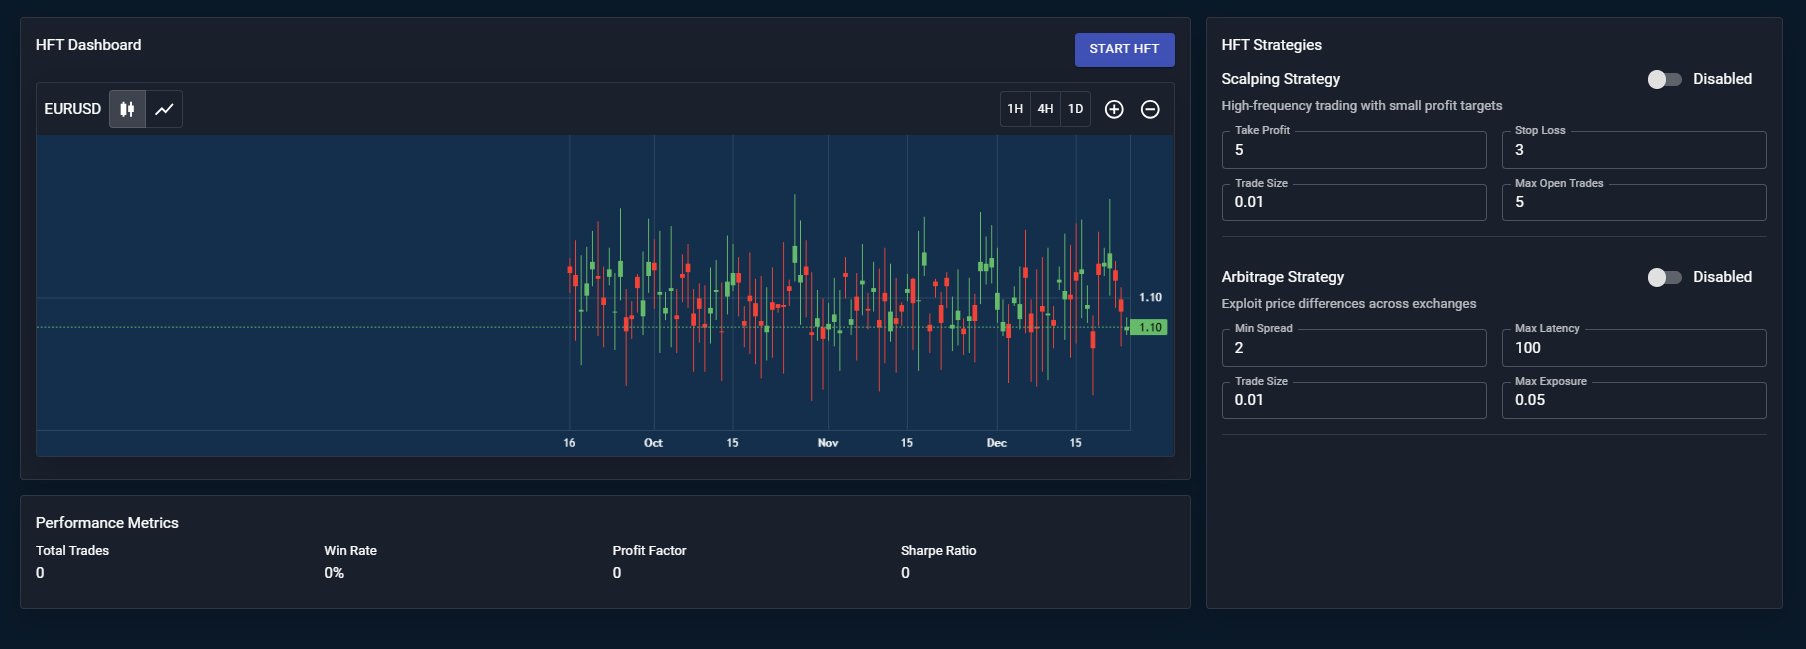 HFT Dashboard
START HFT
EURUSD
1H 4H 1D
1.10
1.10
16 Oct 15 Nov 15 Dec 15
Performance Metrics
Total Trades Win Rate Profit Factor Sharpe Ratio
0 0% 0 0
HFT Strategies
Scalping Strategy Disabled
High-frequency trading with small profit targets
Take Profit Stop Loss
5 3
Trade Size Max Open Trades
0.01 5
Arbitrage Strategy Disabled
Exploit price differences across exchanges
Min Spread Max Latency
2 100
Trade Size Max Exposure
0.01 0.05